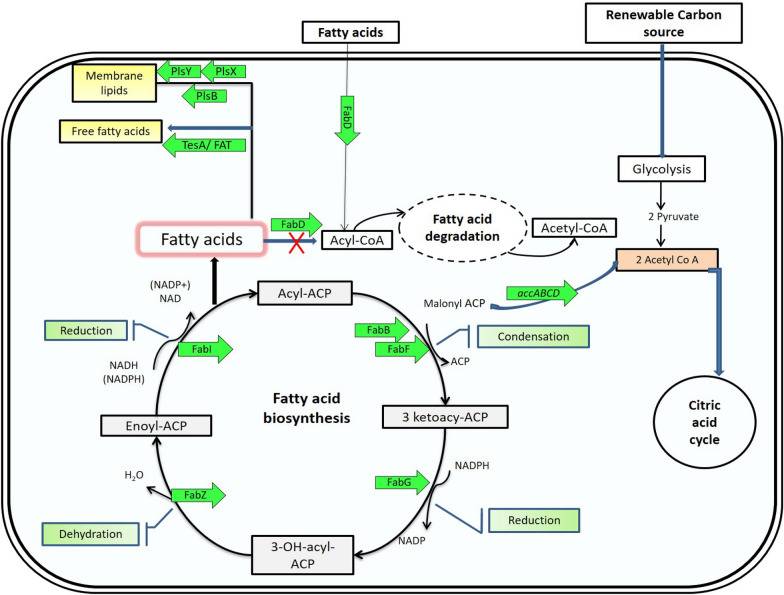 Renewable Carbon
source
Fatty acids
Membrane
lipids
PlsY
PlsX
PlsB
Free fatty acids
TesA/ FAT
FabD
Glycolysis
2 Pyruvate
Fatty acids
FabD
Acyl-CoA
Fatty acid
degradation
Acetyl-CoA
2 Acetyl Co A
accABCD
Malonyl ACP
(NADP+)
NAD
Acyl-ACP
Reduction
FabI
NADH
(NADPH)
FabB
FabF
ACP
Condensation
Fatty acid
biosynthesis
Enoyl-ACP
3 ketoacy-ACP
Citric
acid
cycle
H₂O
FabZ
FabG
NADPH
Dehydration
NADP
Reduction
3-OH-acyl-
ACP